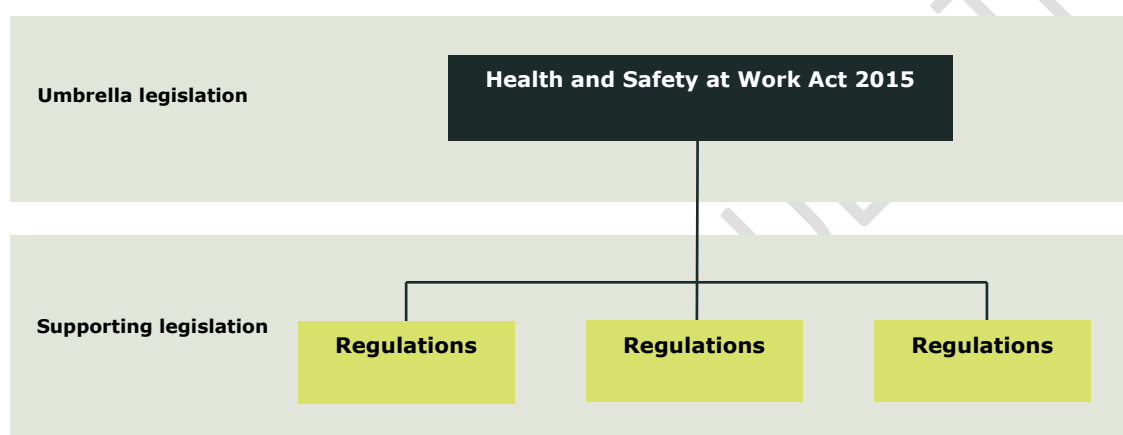 Umbrella legislation
Health and Safety at Work Act 2015
Supporting legislation
Regulations
Regulations
Regulations